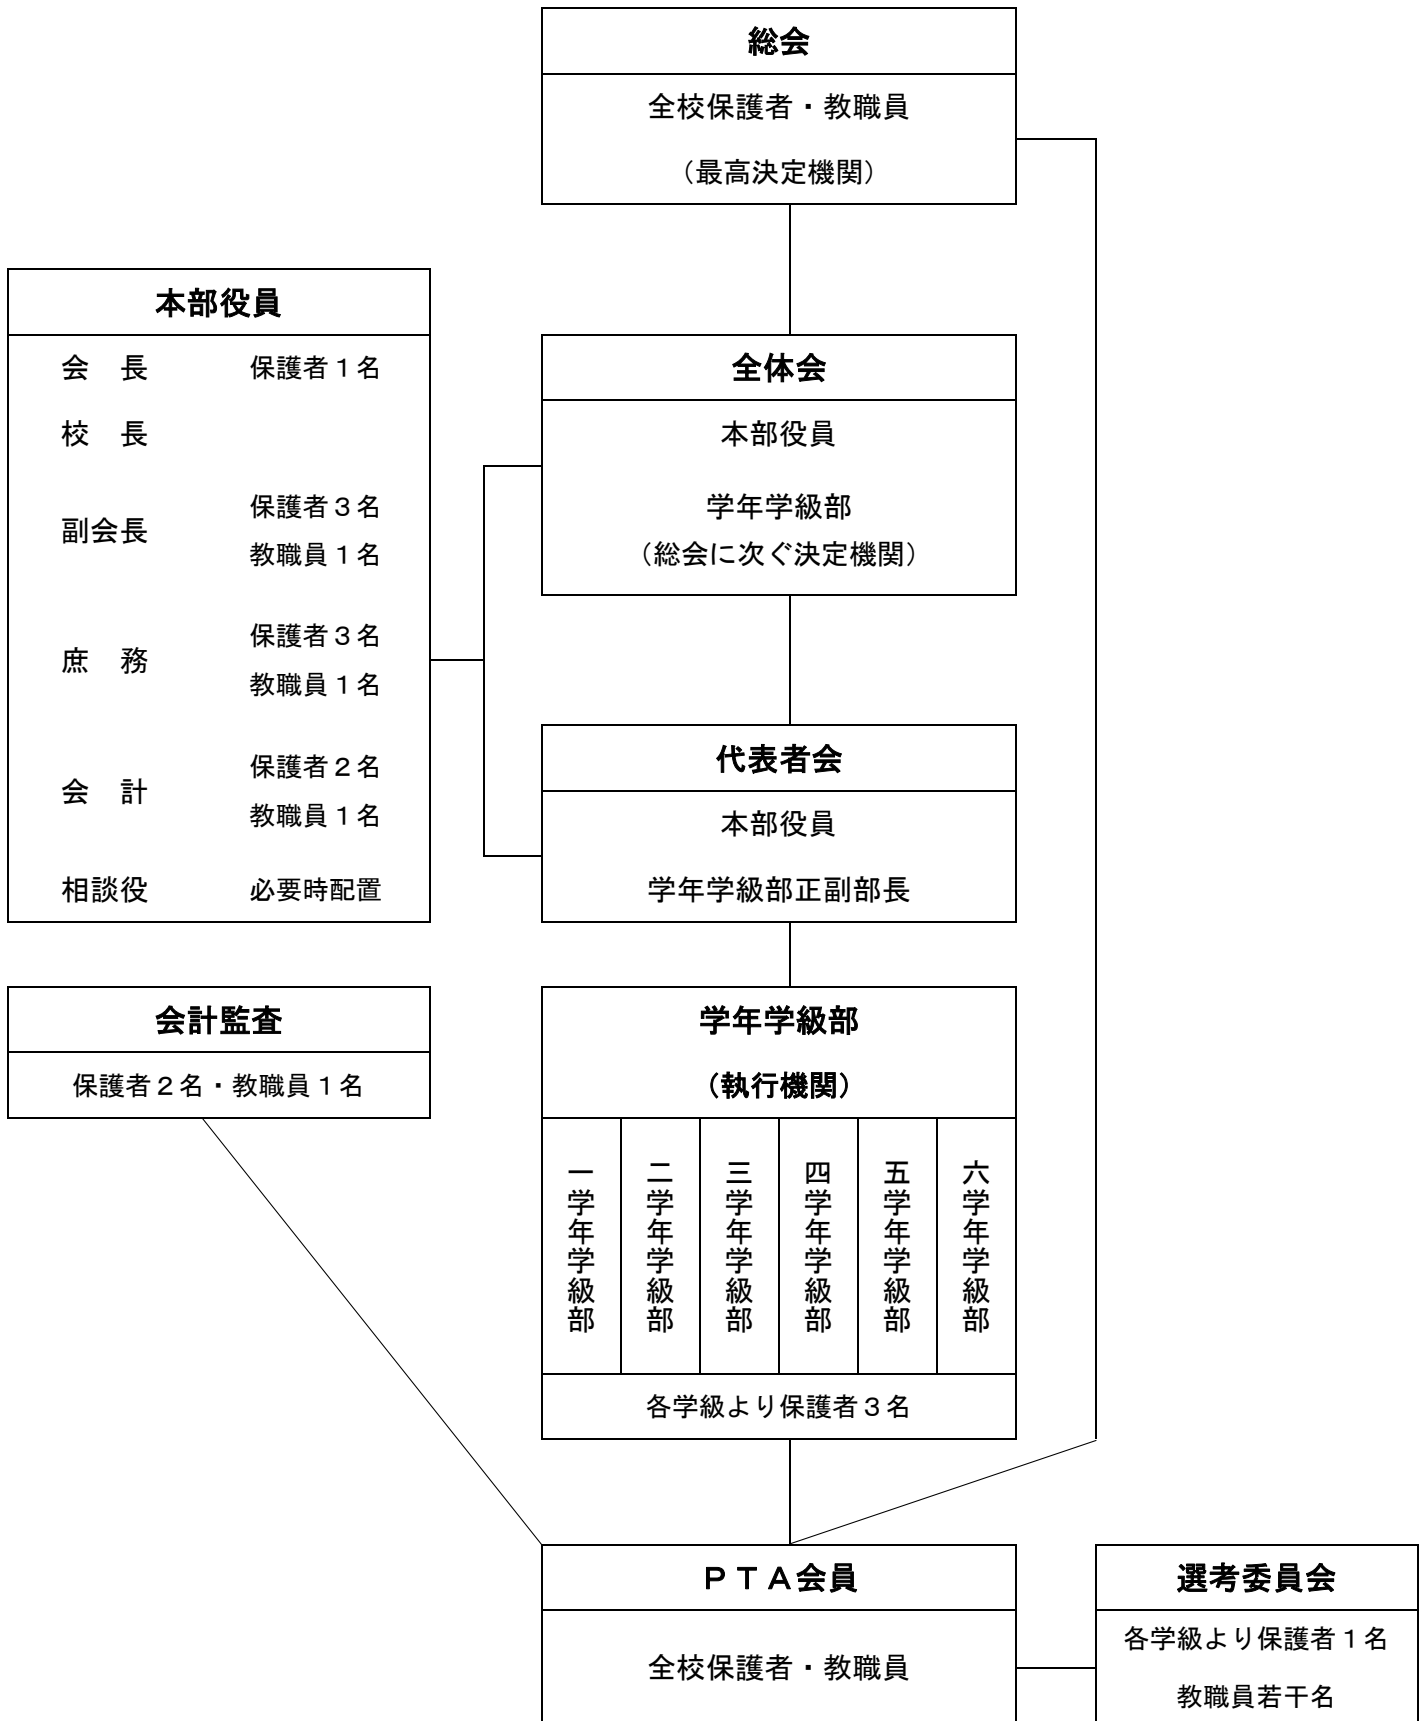 総会
全校保護者・教職員
（最高決定機関）
本部役員
会　長　保護者１名
校　長
副会長　保護者３名
教職員１名
庶　務　保護者３名
教職員１名
会　計　保護者２名
教職員１名
相談役　必要時配置
全体会
本部役員
学年学級部
（総会に次ぐ決定機関）
代表者会
本部役員
学年学級部正副部長
会計監査
保護者２名・教職員１名
学年学級部
（執行機関）
一学年学級部
二学年学級部
三学年学級部
四学年学級部
五学年学級部
六学年学級部
各学級より保護者３名
ＰＴＡ会員
全校保護者・教職員
選考委員会
各学級より保護者１名
教職員若干名